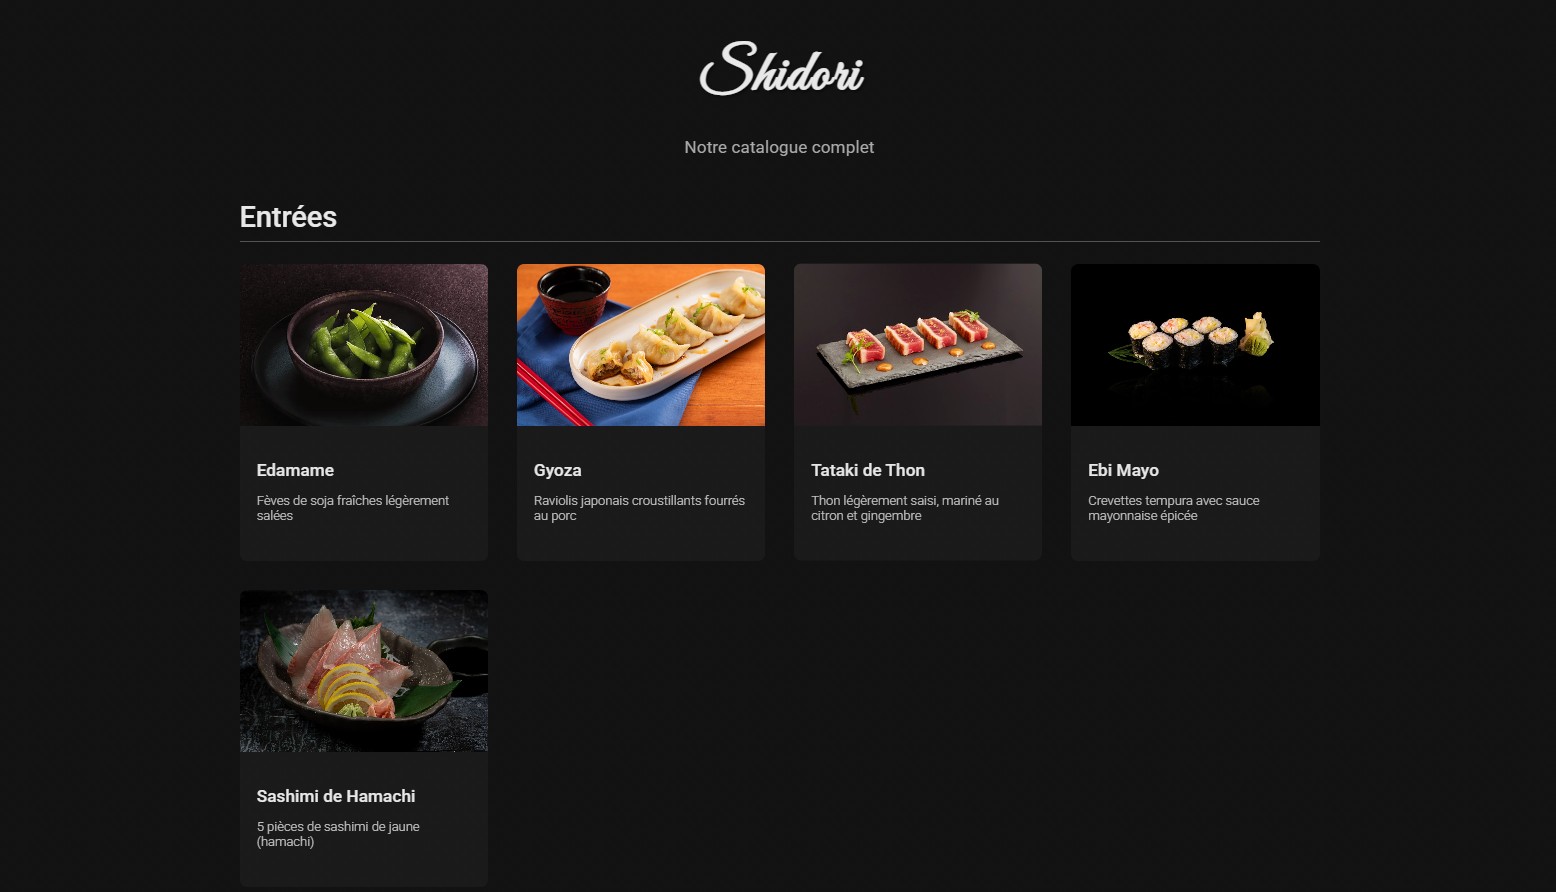 Shidori
Notre catalogue complet
Entrées
Edamame
Fèves de soja fraîches légèrement
salées
Gyoza
Raviolis japonais croustillants fourrés
au porc
Tataki de Thon
Thon légèrement saisi, mariné au
citron et gingembre
Ebi Mayo
Crevettes tempura avec sauce
mayonnaise épicée
Sashimi de Hamachi
5 pièces de sashimi de jaune
(hamachi)